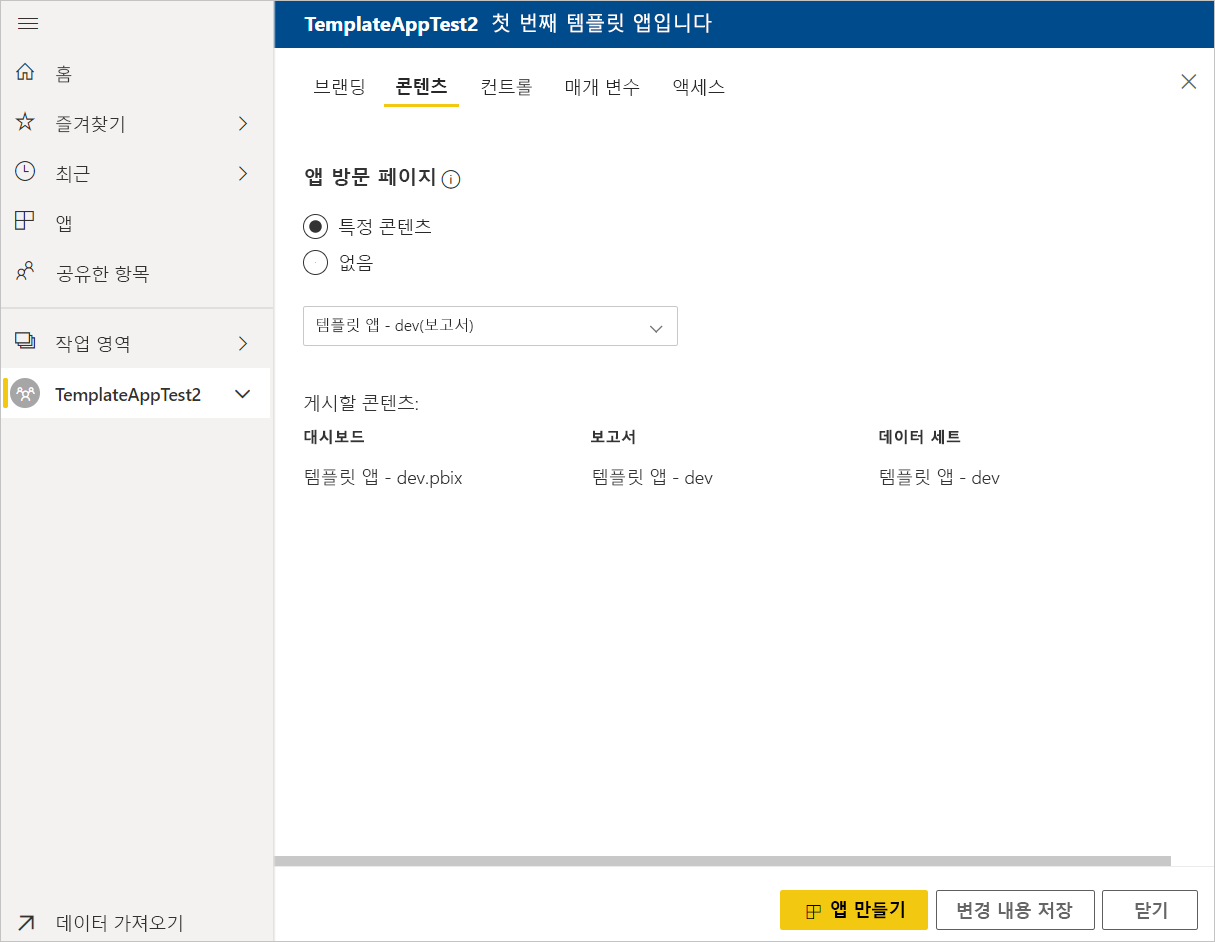 홈
즐겨찾기
최근
앱
공유한 항목
작업 영역
TemplateAppTest2
데이터 가져오기
TemplateAppTest2 첫 번째 템플릿 앱입니다
브랜딩 콘텐츠 컨트롤 매개 변수 액세스
앱 방문 페이지
특정 콘텐츠
없음
템플릿 앱 - dev(보고서)
게시할 콘텐츠:
대시보드 보고서 데이터 세트
템플릿 앱 - dev.pbix 템플릿 앱 - dev 템플릿 앱 - dev
앱 만들기 변경 내용 저장 닫기